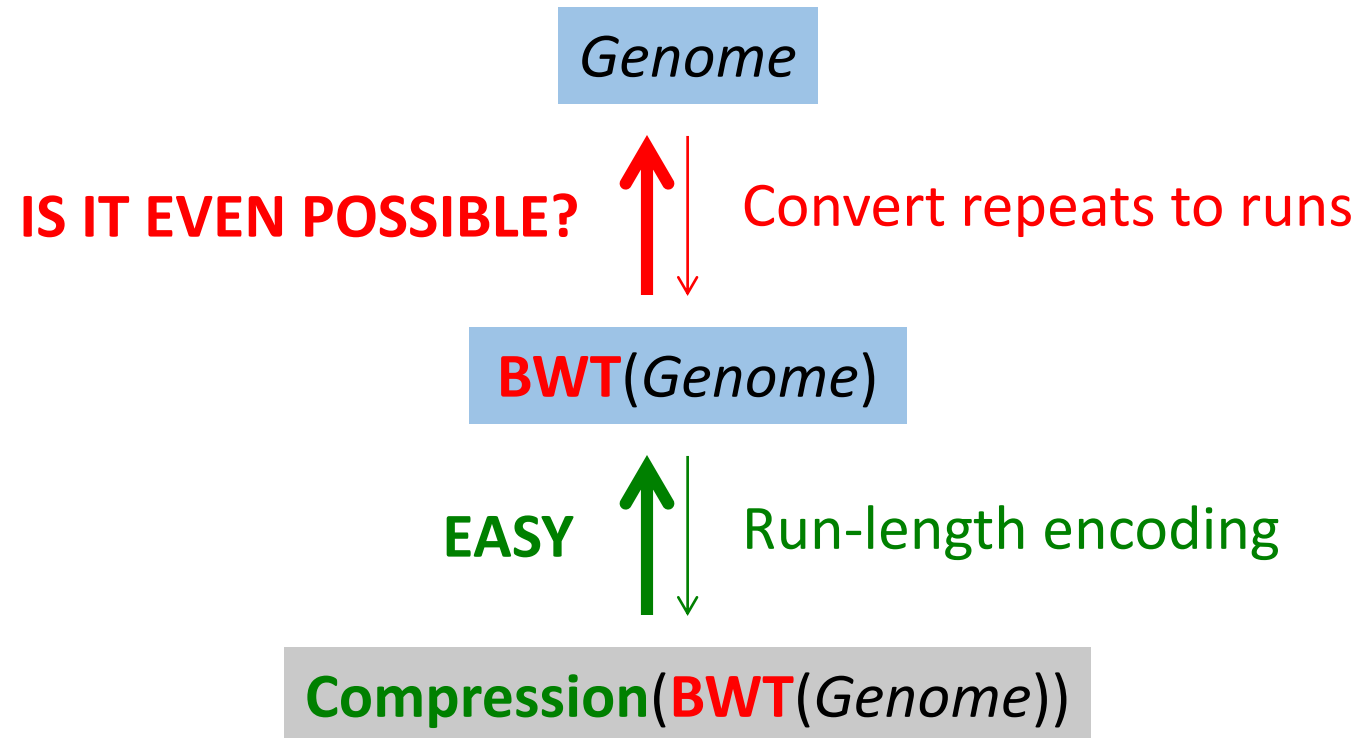 Genome
IS IT EVEN POSSIBLE?
Convert repeats to runs
BWT(Genome)
EASY
Run-length encoding
Compression(BWT(Genome))